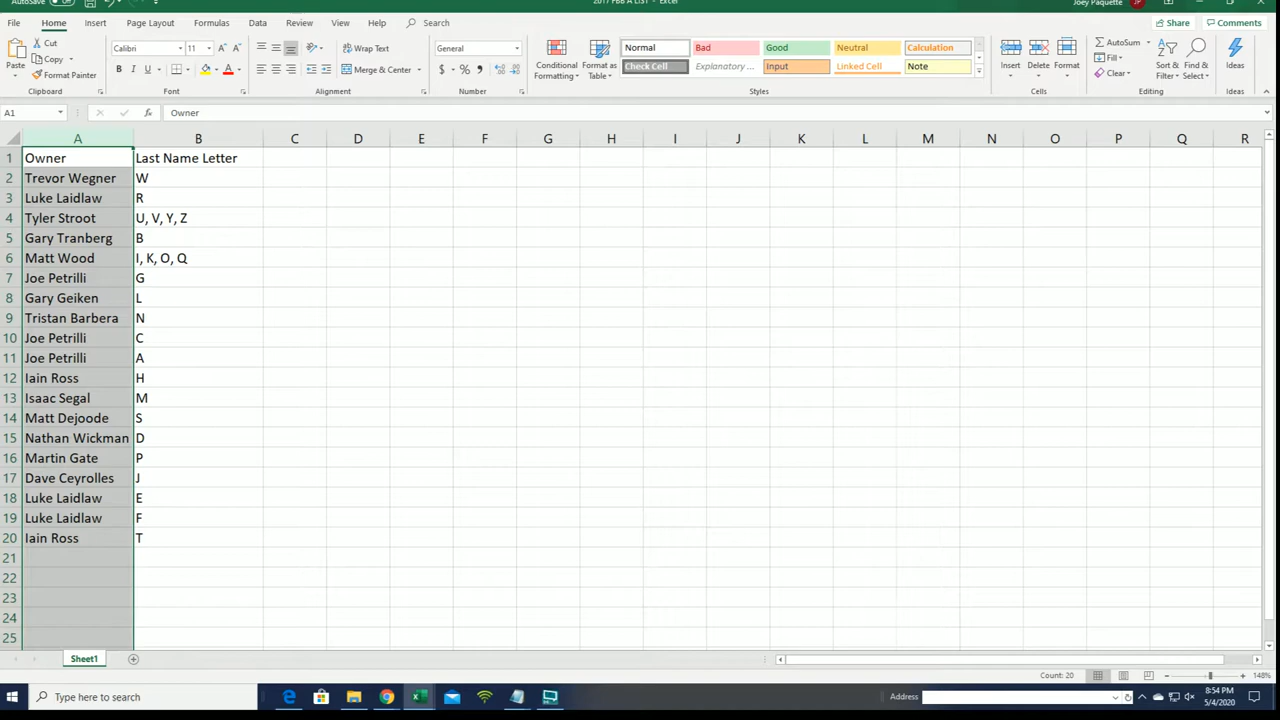 AutoSave Off
2017 FBB A LIST - Excel
Joey Paquette JP
File Home Insert Page Layout Formulas Data Review View Help Search Share Comments
Paste Cut Copy Format Painter Clipboard
Calibri 11 A A B I U A Font
Wrap Text Merge & Center Alignment
General $ % , Number
Conditional Formatting Format as Table
Normal Bad Good Neutral Calculation
Check Cell Explanatory ... Input Linked Cell Note
Styles
Insert Delete Format Cells
AutoSum Fill Clear Sort & Filter Find & Select Editing
Ideas Ideas
A1 fx Owner
A B C D E F G H I J K L M N O P Q R
1 Owner Last Name Letter
2 Trevor Wegner W
3 Luke Laidlaw R
4 Tyler Stroot U, V, Y, Z
5 Gary Tranberg B
6 Matt Wood I, K, O, Q
7 Joe Petrilli G
8 Gary Geiken L
9 Tristan Barbera N
10 Joe Petrilli C
11 Joe Petrilli A
12 Iain Ross H
13 Isaac Segal M
14 Matt Dejoode S
15 Nathan Wickman D
16 Martin Gate P
17 Dave Ceyrolles J
18 Luke Laidlaw E
19 Luke Laidlaw F
20 Iain Ross T
21
22
23
24
25
Sheet1
Count: 20 148%
Type here to search Address 8:54 PM
5/4/2020